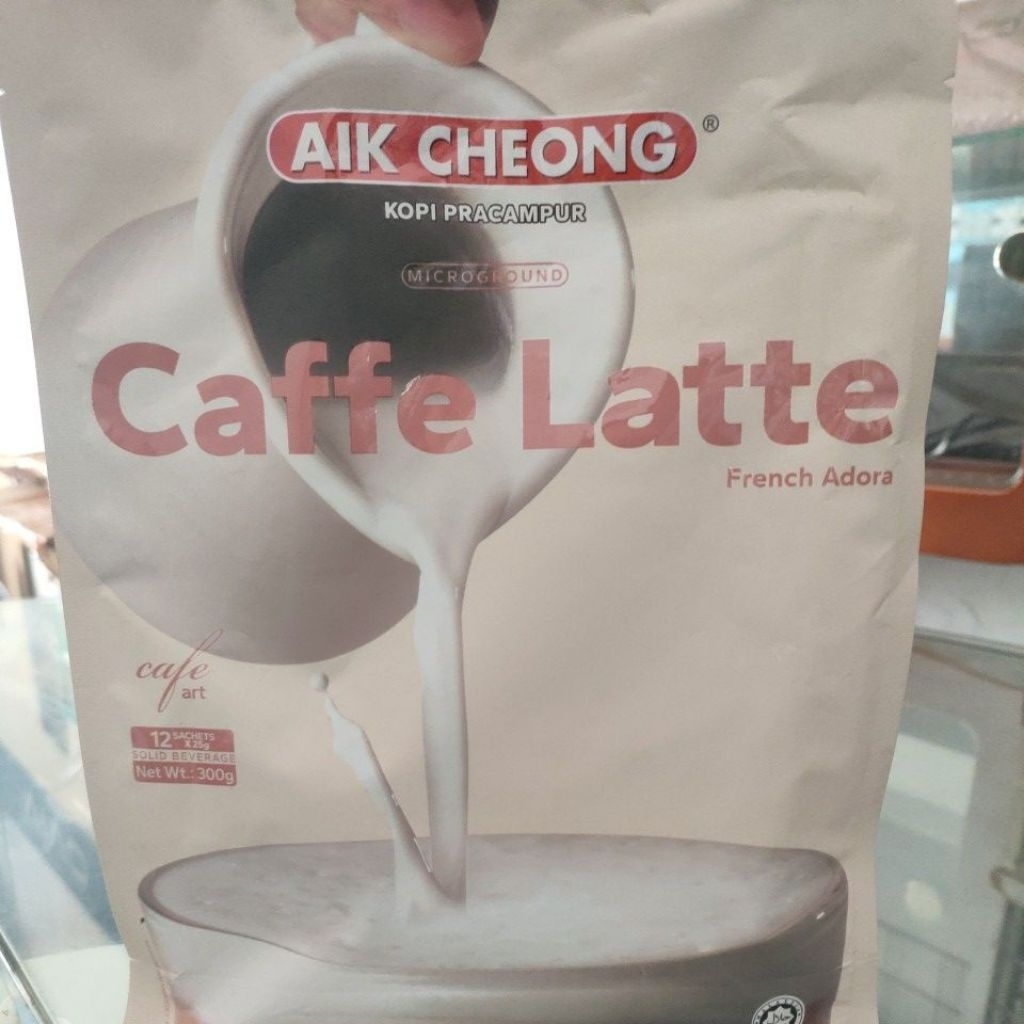 AIK CHEONG ®
KOPI PRACAMPUR
MICROGROUND
Caffe Latte
French Adora
cafe
art
12 SACHETS X 25g
SOLID BEVERAGE
Net Wt.: 300g
حلال